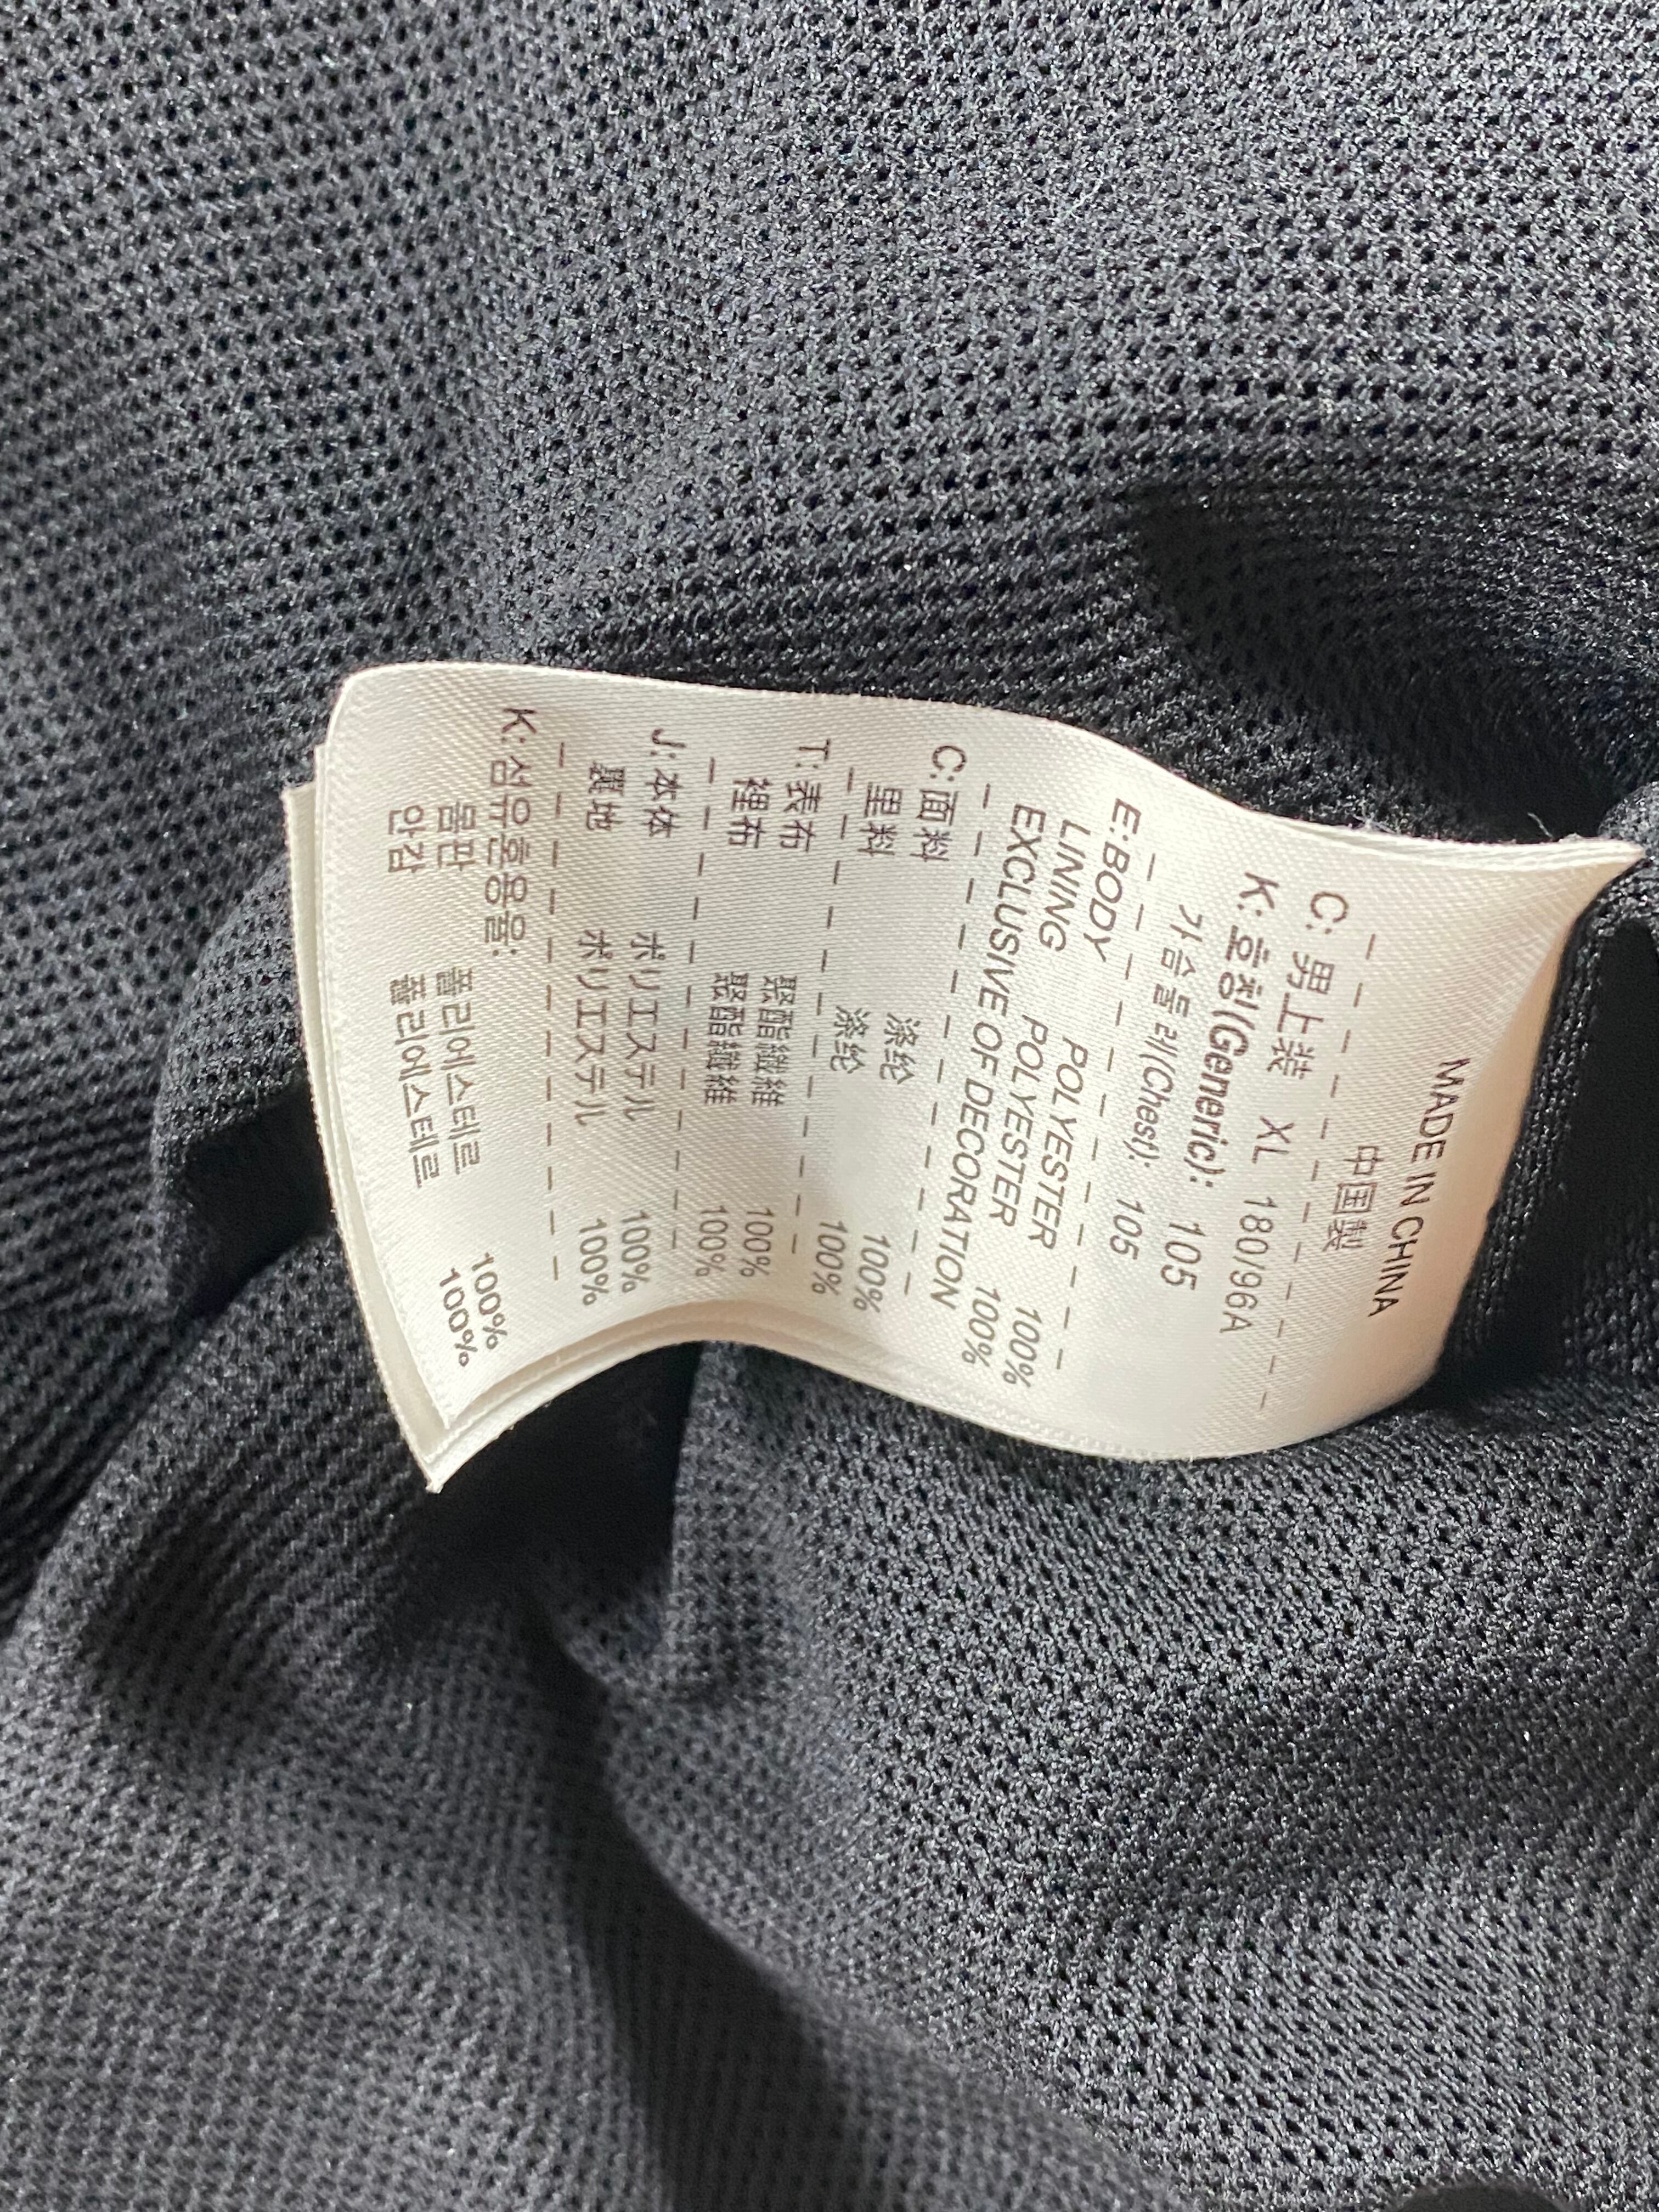 MADE IN CHINA
中国製
C: 男上装 XL 180/96A
K: 호칭(Generic): 105
가슴둘레(Chest): 105
E:BODY POLYESTER 100%
LINING POLYESTER 100%
EXCLUSIVE OF DECORATION
C:面料 涤纶 100%
里料 涤纶 100%
T:表布 聚酯纖維 100%
裡布 聚酯纖維 100%
J:本体 ポリエステル 100%
裏地 ポリエステル 100%
K:섬유혼용율:
몸판 폴리에스테르 100%
안감 폴리에스테르 100%